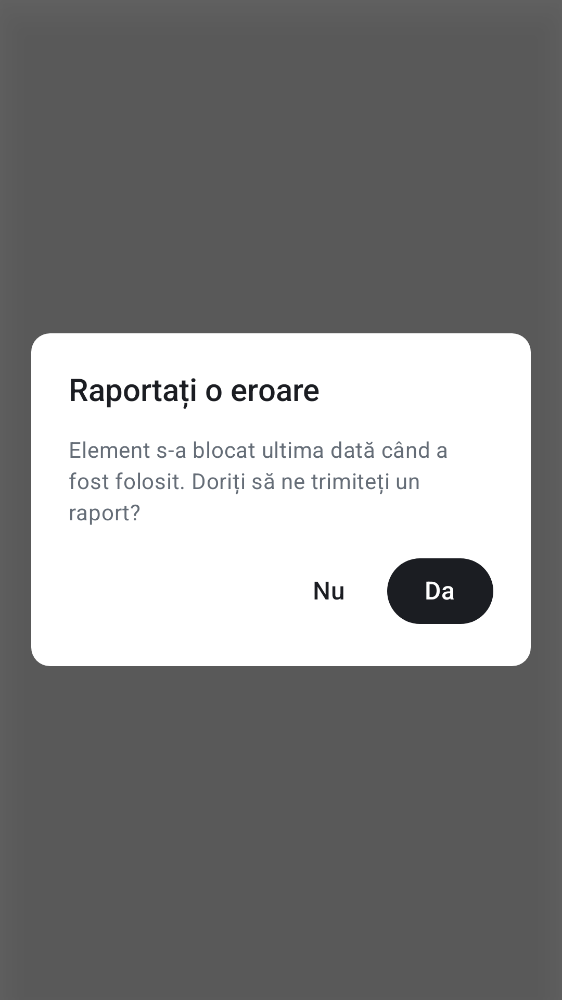 Raportați o eroare
Element s-a blocat ultima dată când a
fost folosit. Doriți să ne trimiteți un
raport?
Nu
Da